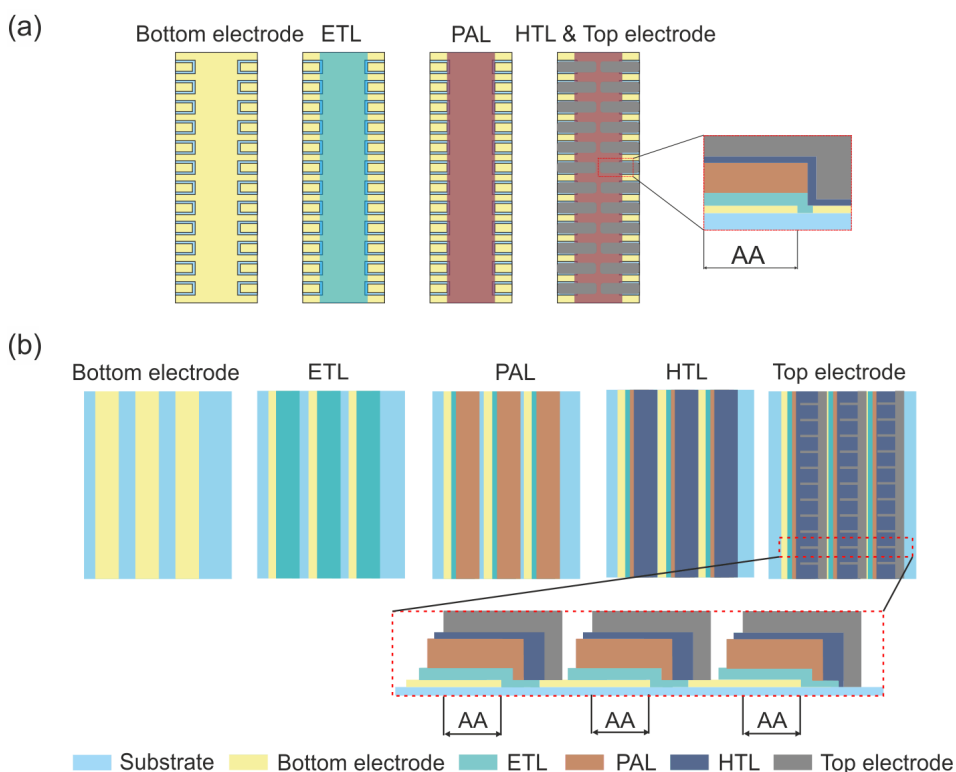 (a)
Bottom electrode ETL PAL HTL & Top electrode
AA
(b)
Bottom electrode ETL PAL HTL Top electrode
AA AA AA
Substrate Bottom electrode ETL PAL HTL Top electrode